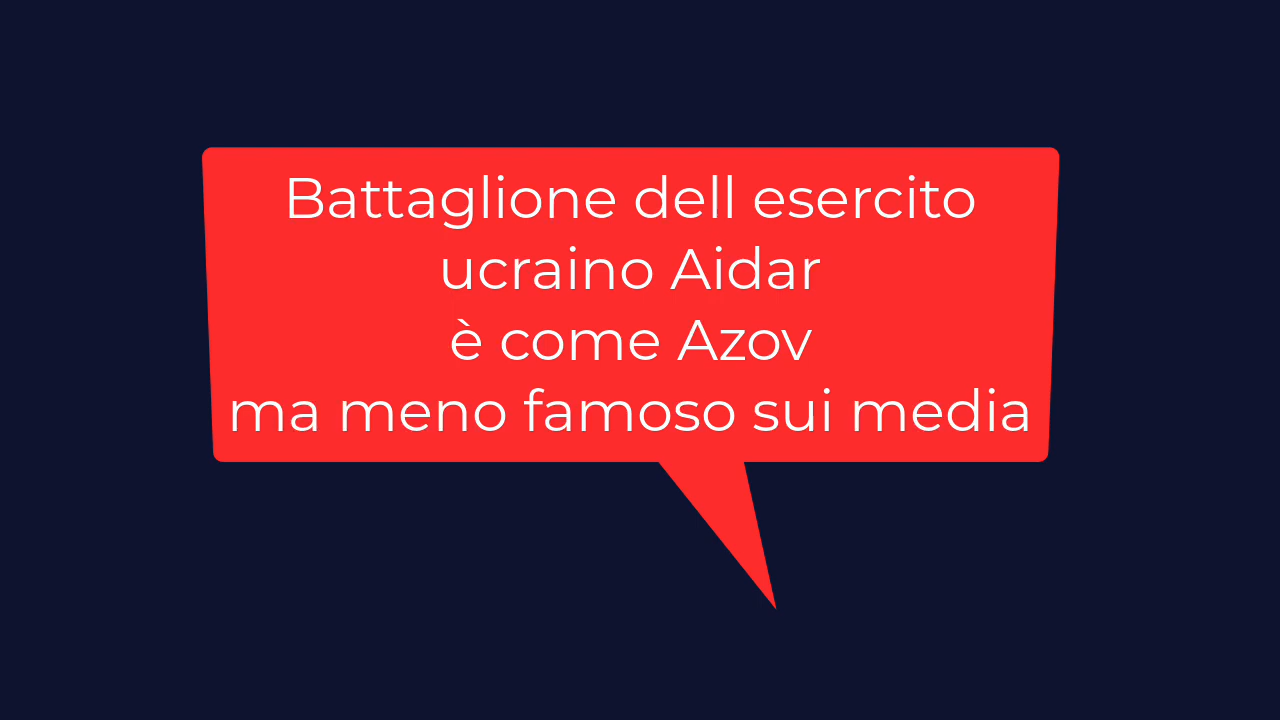 Battaglione dell esercito
ucraino Aidar
è come Azov
ma meno famoso sui media